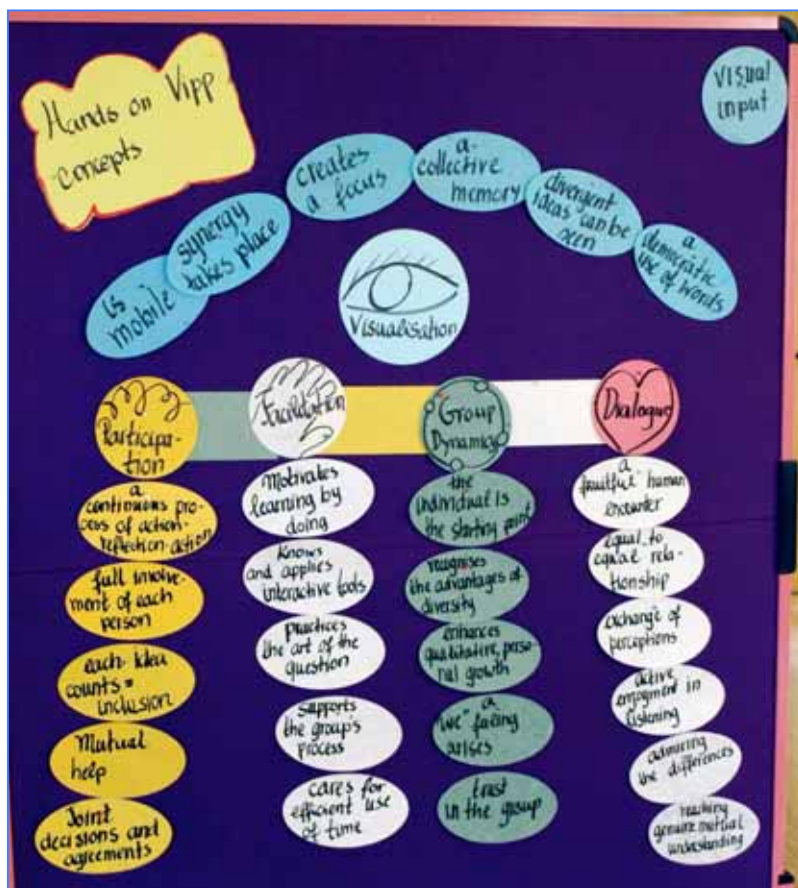 Hands on Vipp
concepts
VISUAL
input
is
mobile
synergy
takes place
creates
a focus
a
collective
memory
divergent
ideas can be
seen
a
democratic
use of words
Visualisation
Participa-
tion
a
continuous pro-
cess of action-
reflection-action
full involve-
ment of each
person
each idea
counts =
inclusion
Mutual
help
Joint
decisions and
agreements
Facilitation
Motivates
learning by
doing
Knows
and applies
interactive tools
practices
the art of the
question
supports
the group's
process
cares for
efficient use
of time
Group
Dynamic
the
individual is
the starting point
recognises
the advantages of
diversity
enhances
qualitative, perso-
nal growth
a
"we" feeling
arises
trust
in the group
Dialogue
a
fruitful human
encounter
equal to
equal rela-
tionship
exchange of
perceptions
active
enjoyment in
listening
admiring
the differences
reaching
genuine mutual
understanding